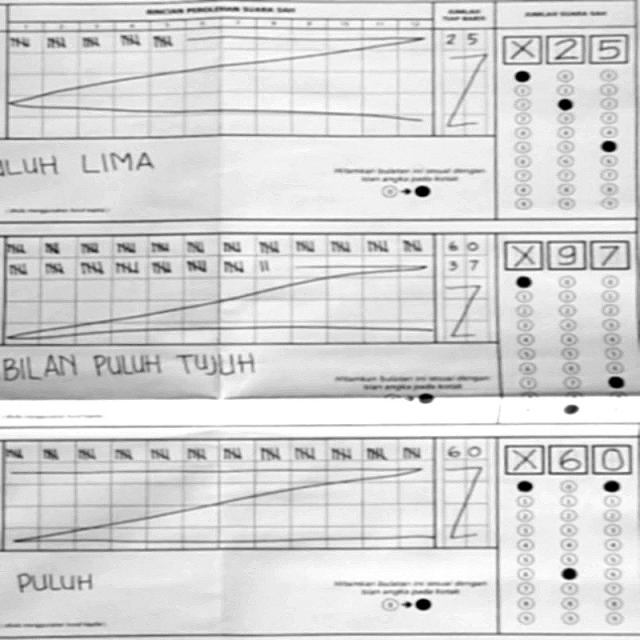 RINCIAN PEROLEHAN SUARA SAH
JUMLAH TIAP BARIS
JUMLAH SUARA SAH
1 2 3 4 5 6 7 8 9 10 11 12
2 5
X 2 5
LUH LIMA
Hitamkan bulatan ini sesuai dengan
isian angka pada kotak
6 0
3 7
X 9 7
BILAN PULUH TUJUH
Hitamkan bulatan ini sesuai dengan
isian angka pada kotak
6 0
X 6 0
PULUH
Hitamkan bulatan ini sesuai dengan
isian angka pada kotak